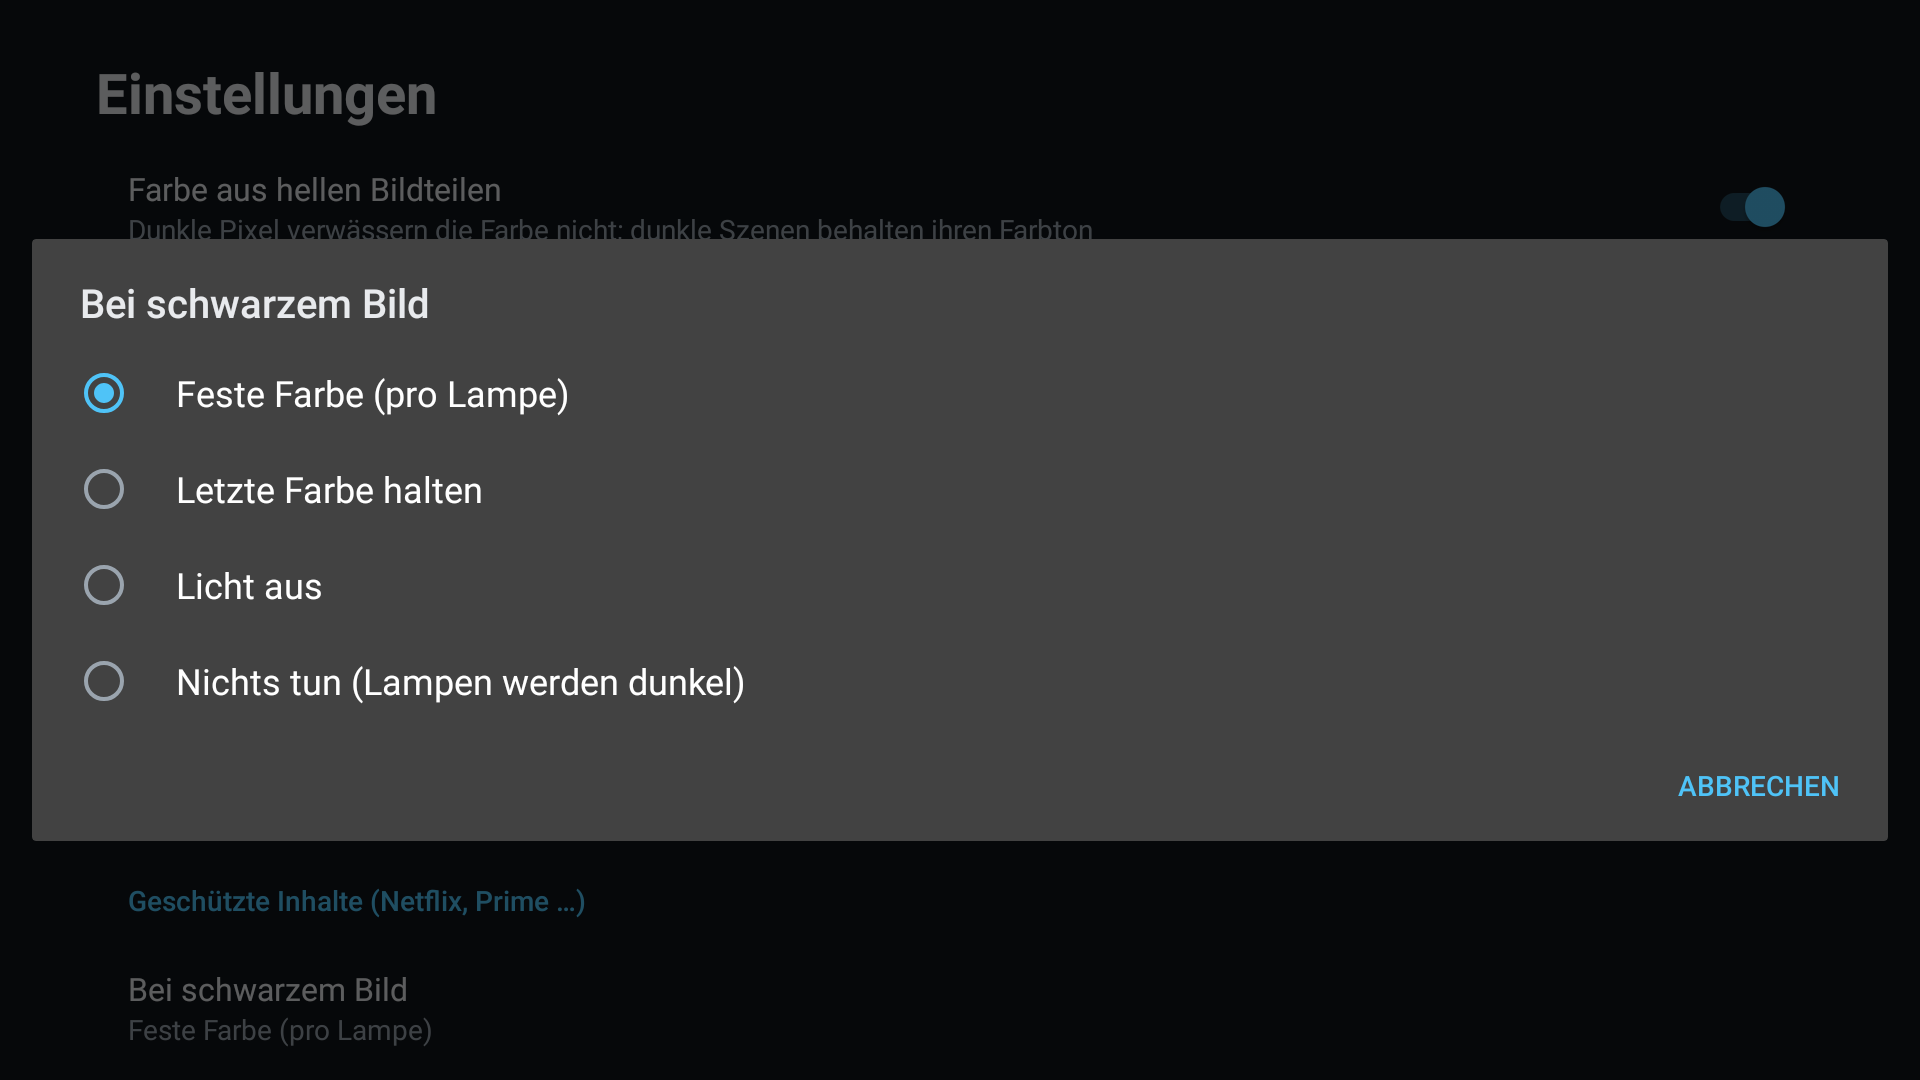 Einstellungen
Farbe aus hellen Bildteilen
Dunkle Pixel verwässern die Farbe nicht; dunkle Szenen behalten ihren Farbton
Bei schwarzem Bild
Feste Farbe (pro Lampe)
Letzte Farbe halten
Licht aus
Nichts tun (Lampen werden dunkel)
ABBRECHEN
Geschützte Inhalte (Netflix, Prime …)
Bei schwarzem Bild
Feste Farbe (pro Lampe)